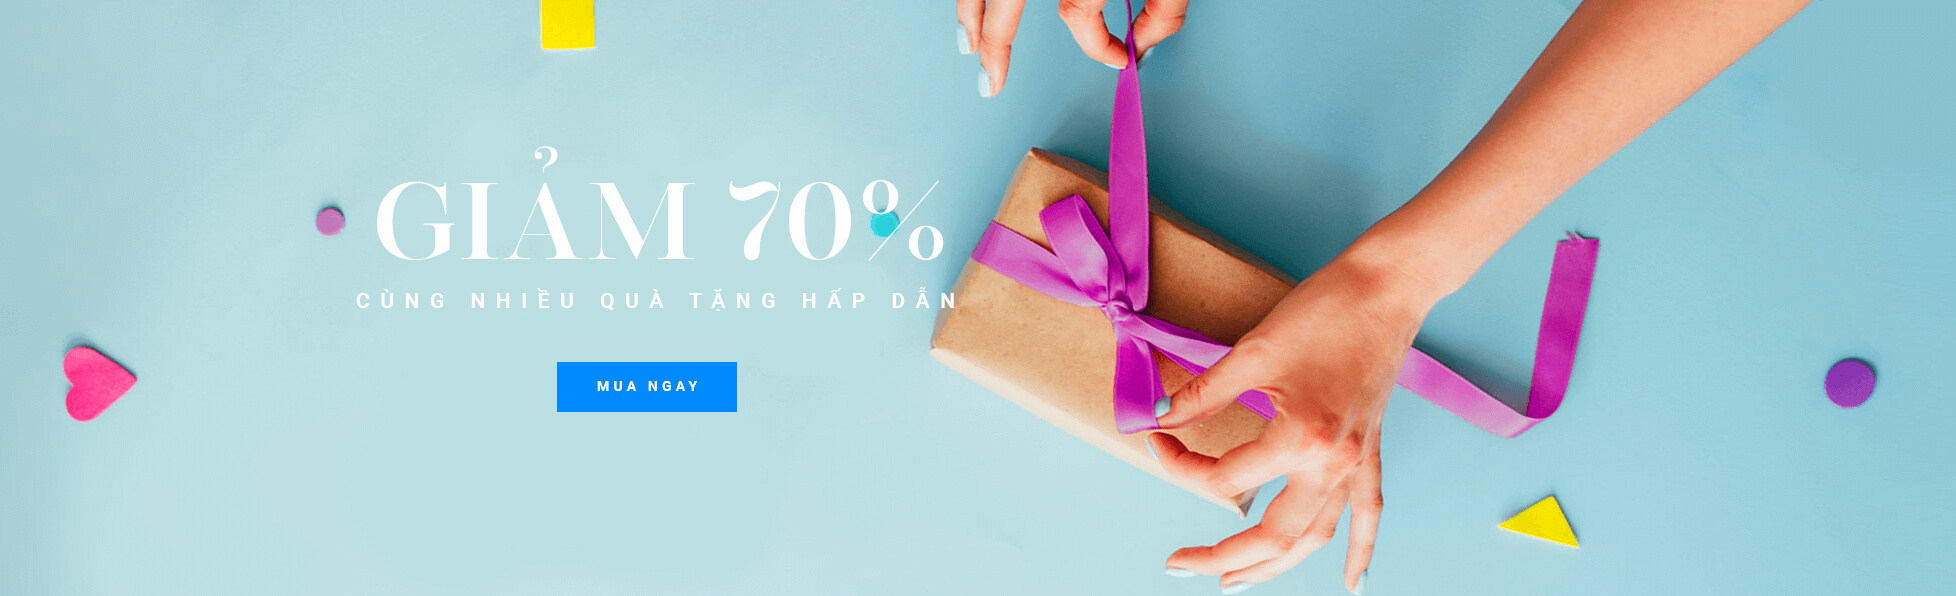 GIẢM 70%
CÙNG NHIỀU QUÀ TẶNG HẤP DẪN
MUA NGAY